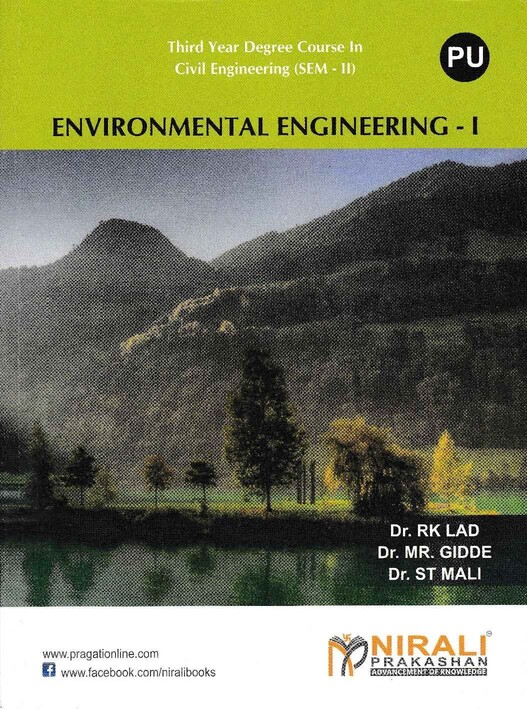 Third Year Degree Course In
Civil Engineering (SEM - II)
PU
ENVIRONMENTAL ENGINEERING - I
Dr. RK LAD
Dr. MR. GIDDE
Dr. ST MALI
www.pragationline.com
www.facebook.com/niralibooks
NIRALI
PRAKASHAN
ADVANCEMENT OF KNOWLEDGE